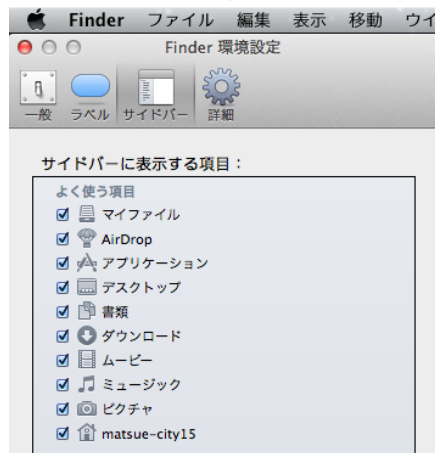 Finder ファイル 編集 表示 移動 ウイ
Finder 環境設定
一般 ラベル サイドバー 詳細
サイドバーに表示する項目：
よく使う項目
マイファイル
AirDrop
アプリケーション
デスクトップ
書類
ダウンロード
ムービー
ミュージック
ピクチャ
matsue-city15